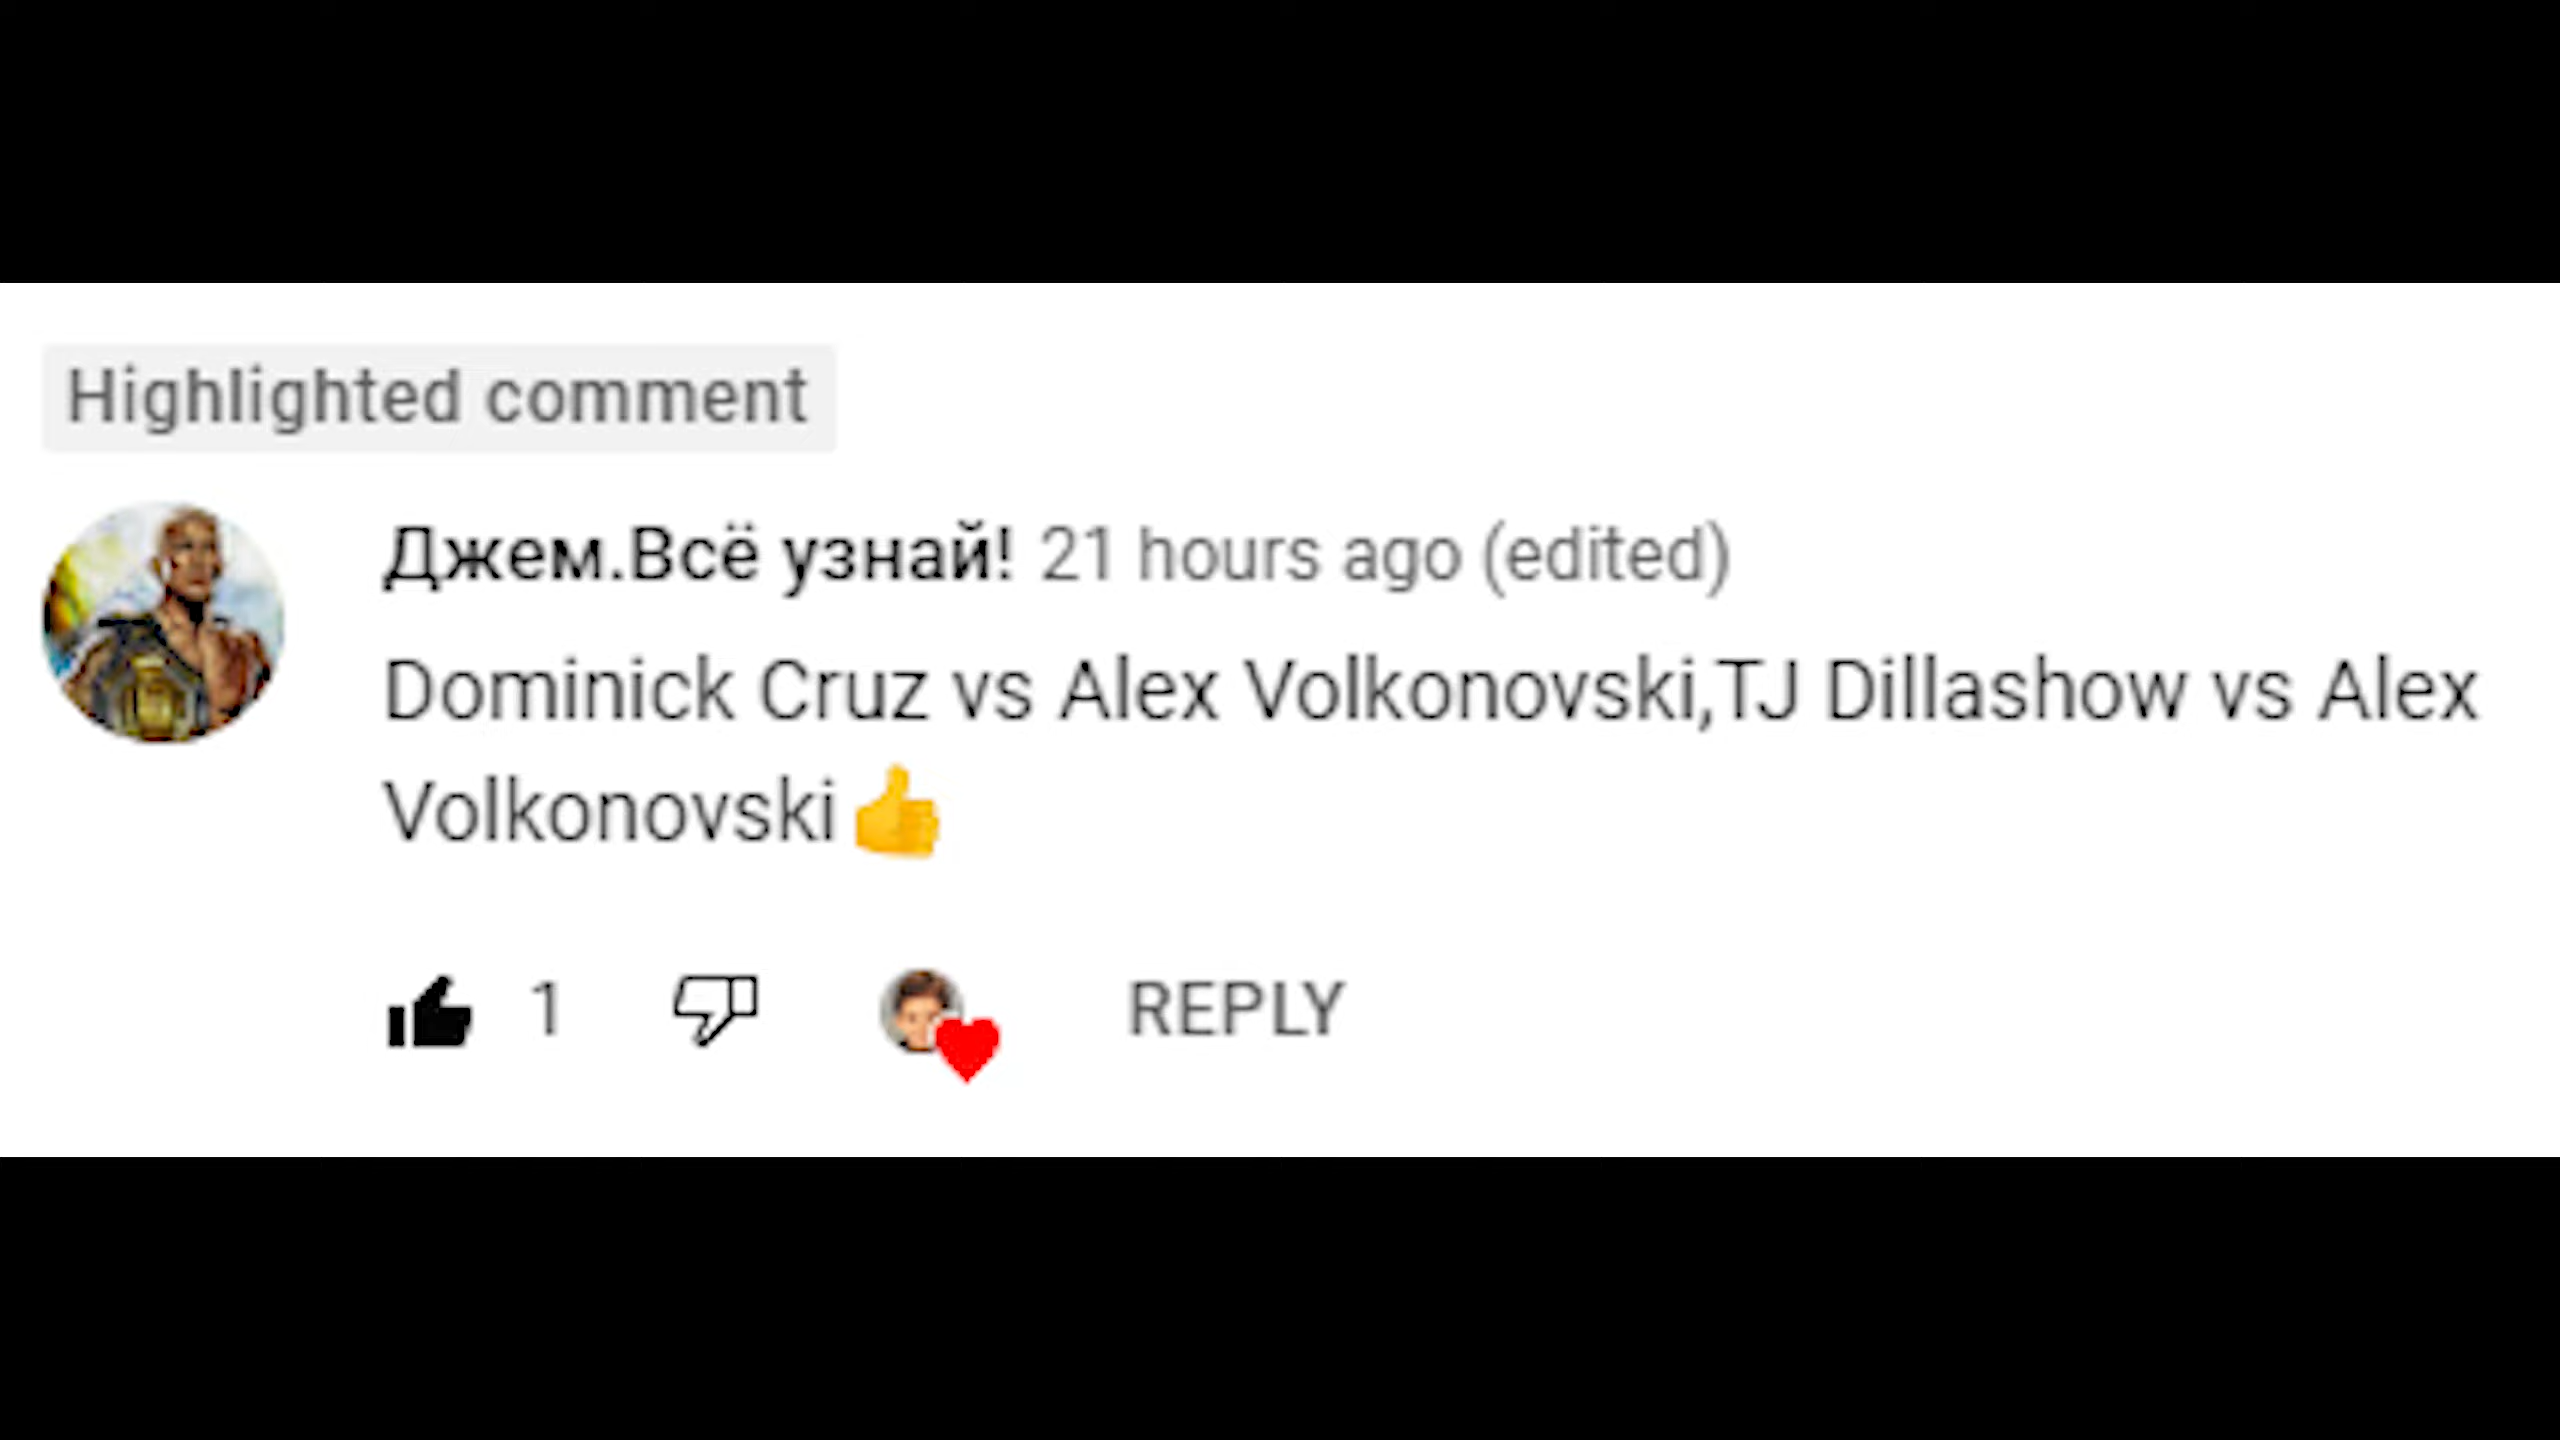 Highlighted comment
Джем.Всё узнай! 21 hours ago (edited)
Dominick Cruz vs Alex Volkonovski,TJ Dillashow vs Alex
Volkonovski👍
1 REPLY